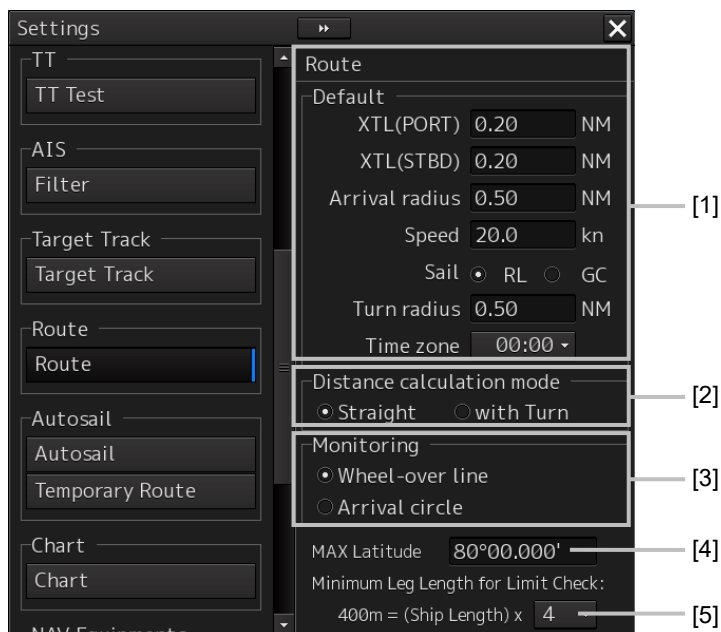 Settings
TT
TT Test
AIS
Filter
Target Track
Target Track
Route
Route
Autosail
Autosail
Temporary Route
Chart
Chart
NAV Equipments
Route
Default
XTL(PORT) 0.20 NM
XTL(STBD) 0.20 NM
Arrival radius 0.50 NM
Speed 20.0 kn
Sail RL GC
Turn radius 0.50 NM
Time zone 00:00
[1]
Distance calculation mode
Straight with Turn
[2]
Monitoring
Wheel-over line
Arrival circle
[3]
MAX Latitude 80°00.000'
[4]
Minimum Leg Length for Limit Check:
400m = (Ship Length) x 4
[5]